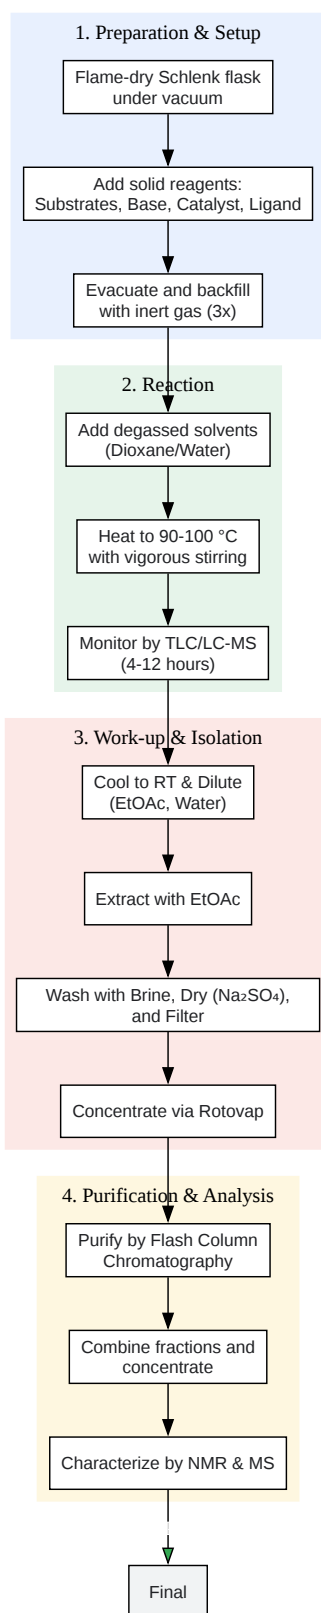 1. Preparation & Setup
Flame-dry Schlenk flask
under vacuum
Add solid reagents:
Substrates, Base, Catalyst, Ligand
Evacuate and backfill
with inert gas (3x)
2. Reaction
Add degassed solvents
(Dioxane/Water)
Heat to 90-100 °C
with vigorous stirring
Monitor by TLC/LC-MS
(4-12 hours)
3. Work-up & Isolation
Cool to RT & Dilute
(EtOAc, Water)
Extract with EtOAc
Wash with Brine, Dry (Na₂SO₄),
and Filter
Concentrate via Rotovap
4. Purification & Analysis
Purify by Flash Column
Chromatography
Combine fractions and
concentrate
Characterize by NMR & MS
Final